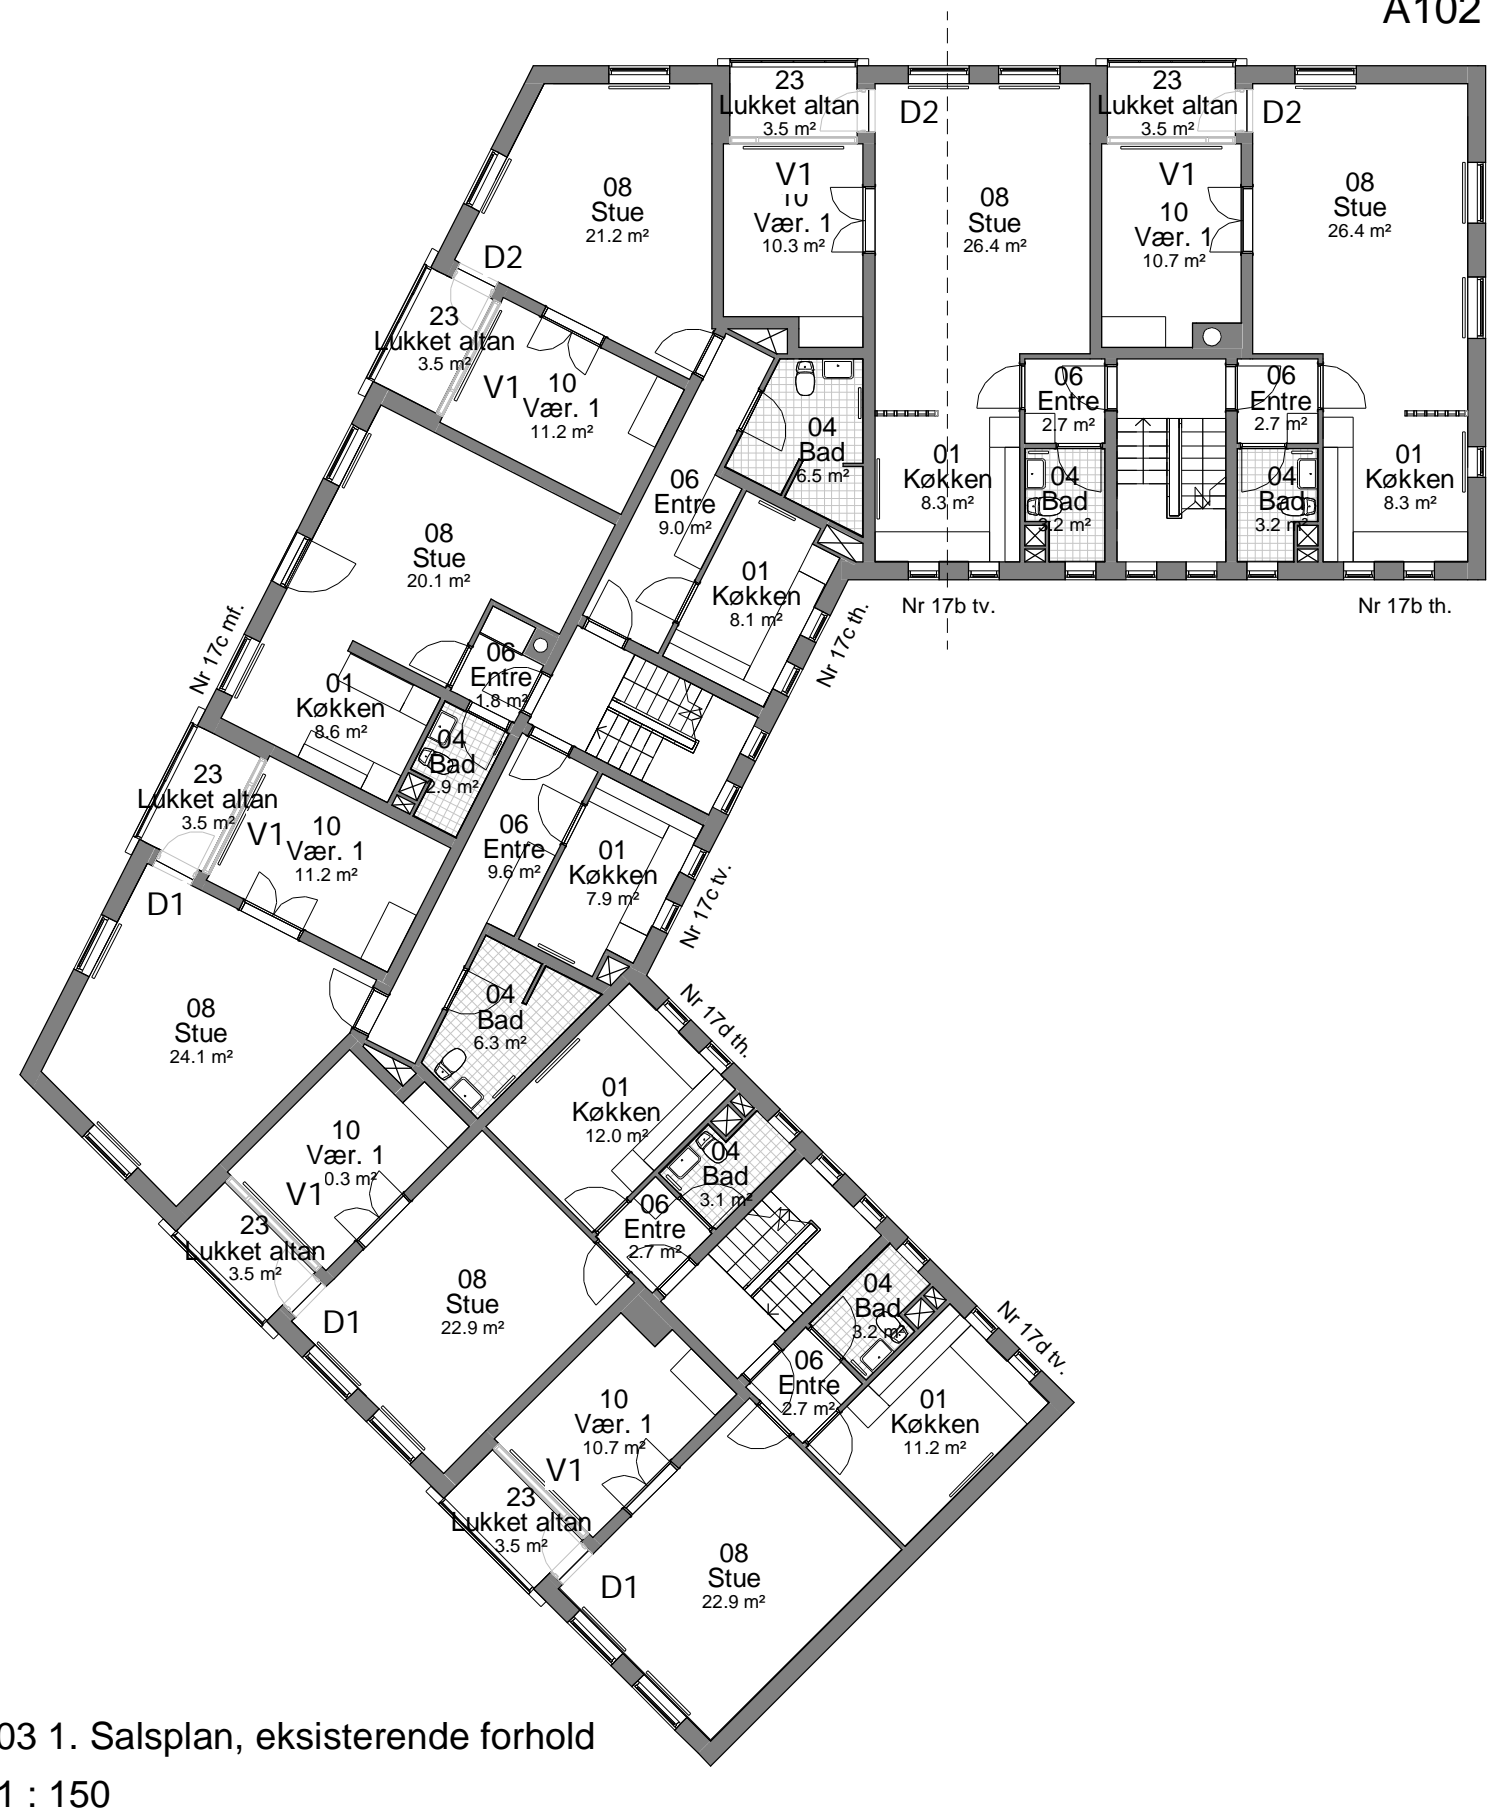 A102
23
Lukket altan
3.5 m²
D2
23
Lukket altan
3.5 m²
D2
V1
10
Vær. 1
10.3 m²
V1
10
Vær. 1
10.7 m²
08
Stue
21.2 m²
08
Stue
26.4 m²
08
Stue
26.4 m²
D2
23
Lukket altan
3.5 m²
V1
10
Vær. 1
11.2 m²
06
Entre
2.7 m²
06
Entre
2.7 m²
04
Bad
6.5 m²
01
Køkken
8.3 m²
04
Bad
3.2 m²
04
Bad
3.2 m²
01
Køkken
8.3 m²
06
Entre
9.0 m²
08
Stue
20.1 m²
01
Køkken
8.1 m²
Nr 17b tv.
Nr 17b th.
Nr 17c mf.
Nr 17c th.
06
Entre
1.8 m²
01
Køkken
8.6 m²
04
Bad
2.9 m²
23
Lukket altan
3.5 m²
V1
10
Vær. 1
11.2 m²
06
Entre
9.6 m²
01
Køkken
7.9 m²
Nr 17c tv.
D1
08
Stue
24.1 m²
04
Bad
6.3 m²
Nr 17d th.
01
Køkken
12.0 m²
10
Vær. 1
0.3 m²
V1
04
Bad
3.1 m²
06
Entre
2.7 m²
23
Lukket altan
3.5 m²
D1
08
Stue
22.9 m²
04
Bad
3.2 m²
Nr 17d tv.
06
Entre
2.7 m²
01
Køkken
11.2 m²
10
Vær. 1
10.7 m²
V1
23
Lukket altan
3.5 m²
D1
08
Stue
22.9 m²
03 1. Salsplan, eksisterende forhold
1 : 150